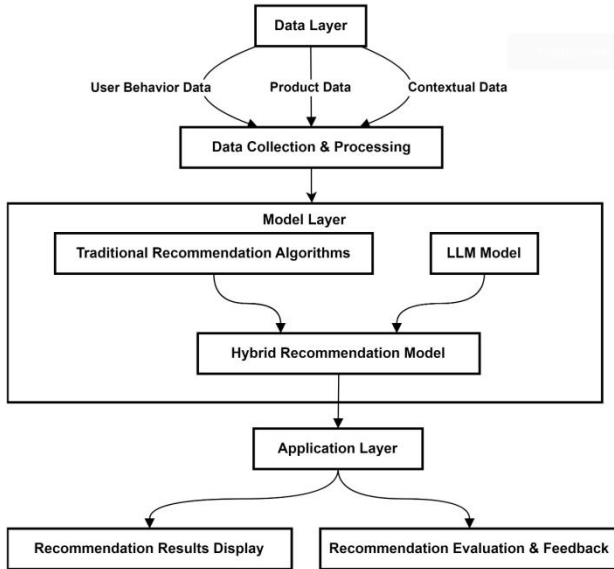 Data Layer
User Behavior Data
Product Data
Contextual Data
Data Collection & Processing
Model Layer
Traditional Recommendation Algorithms
LLM Model
Hybrid Recommendation Model
Application Layer
Recommendation Results Display
Recommendation Evaluation & Feedback